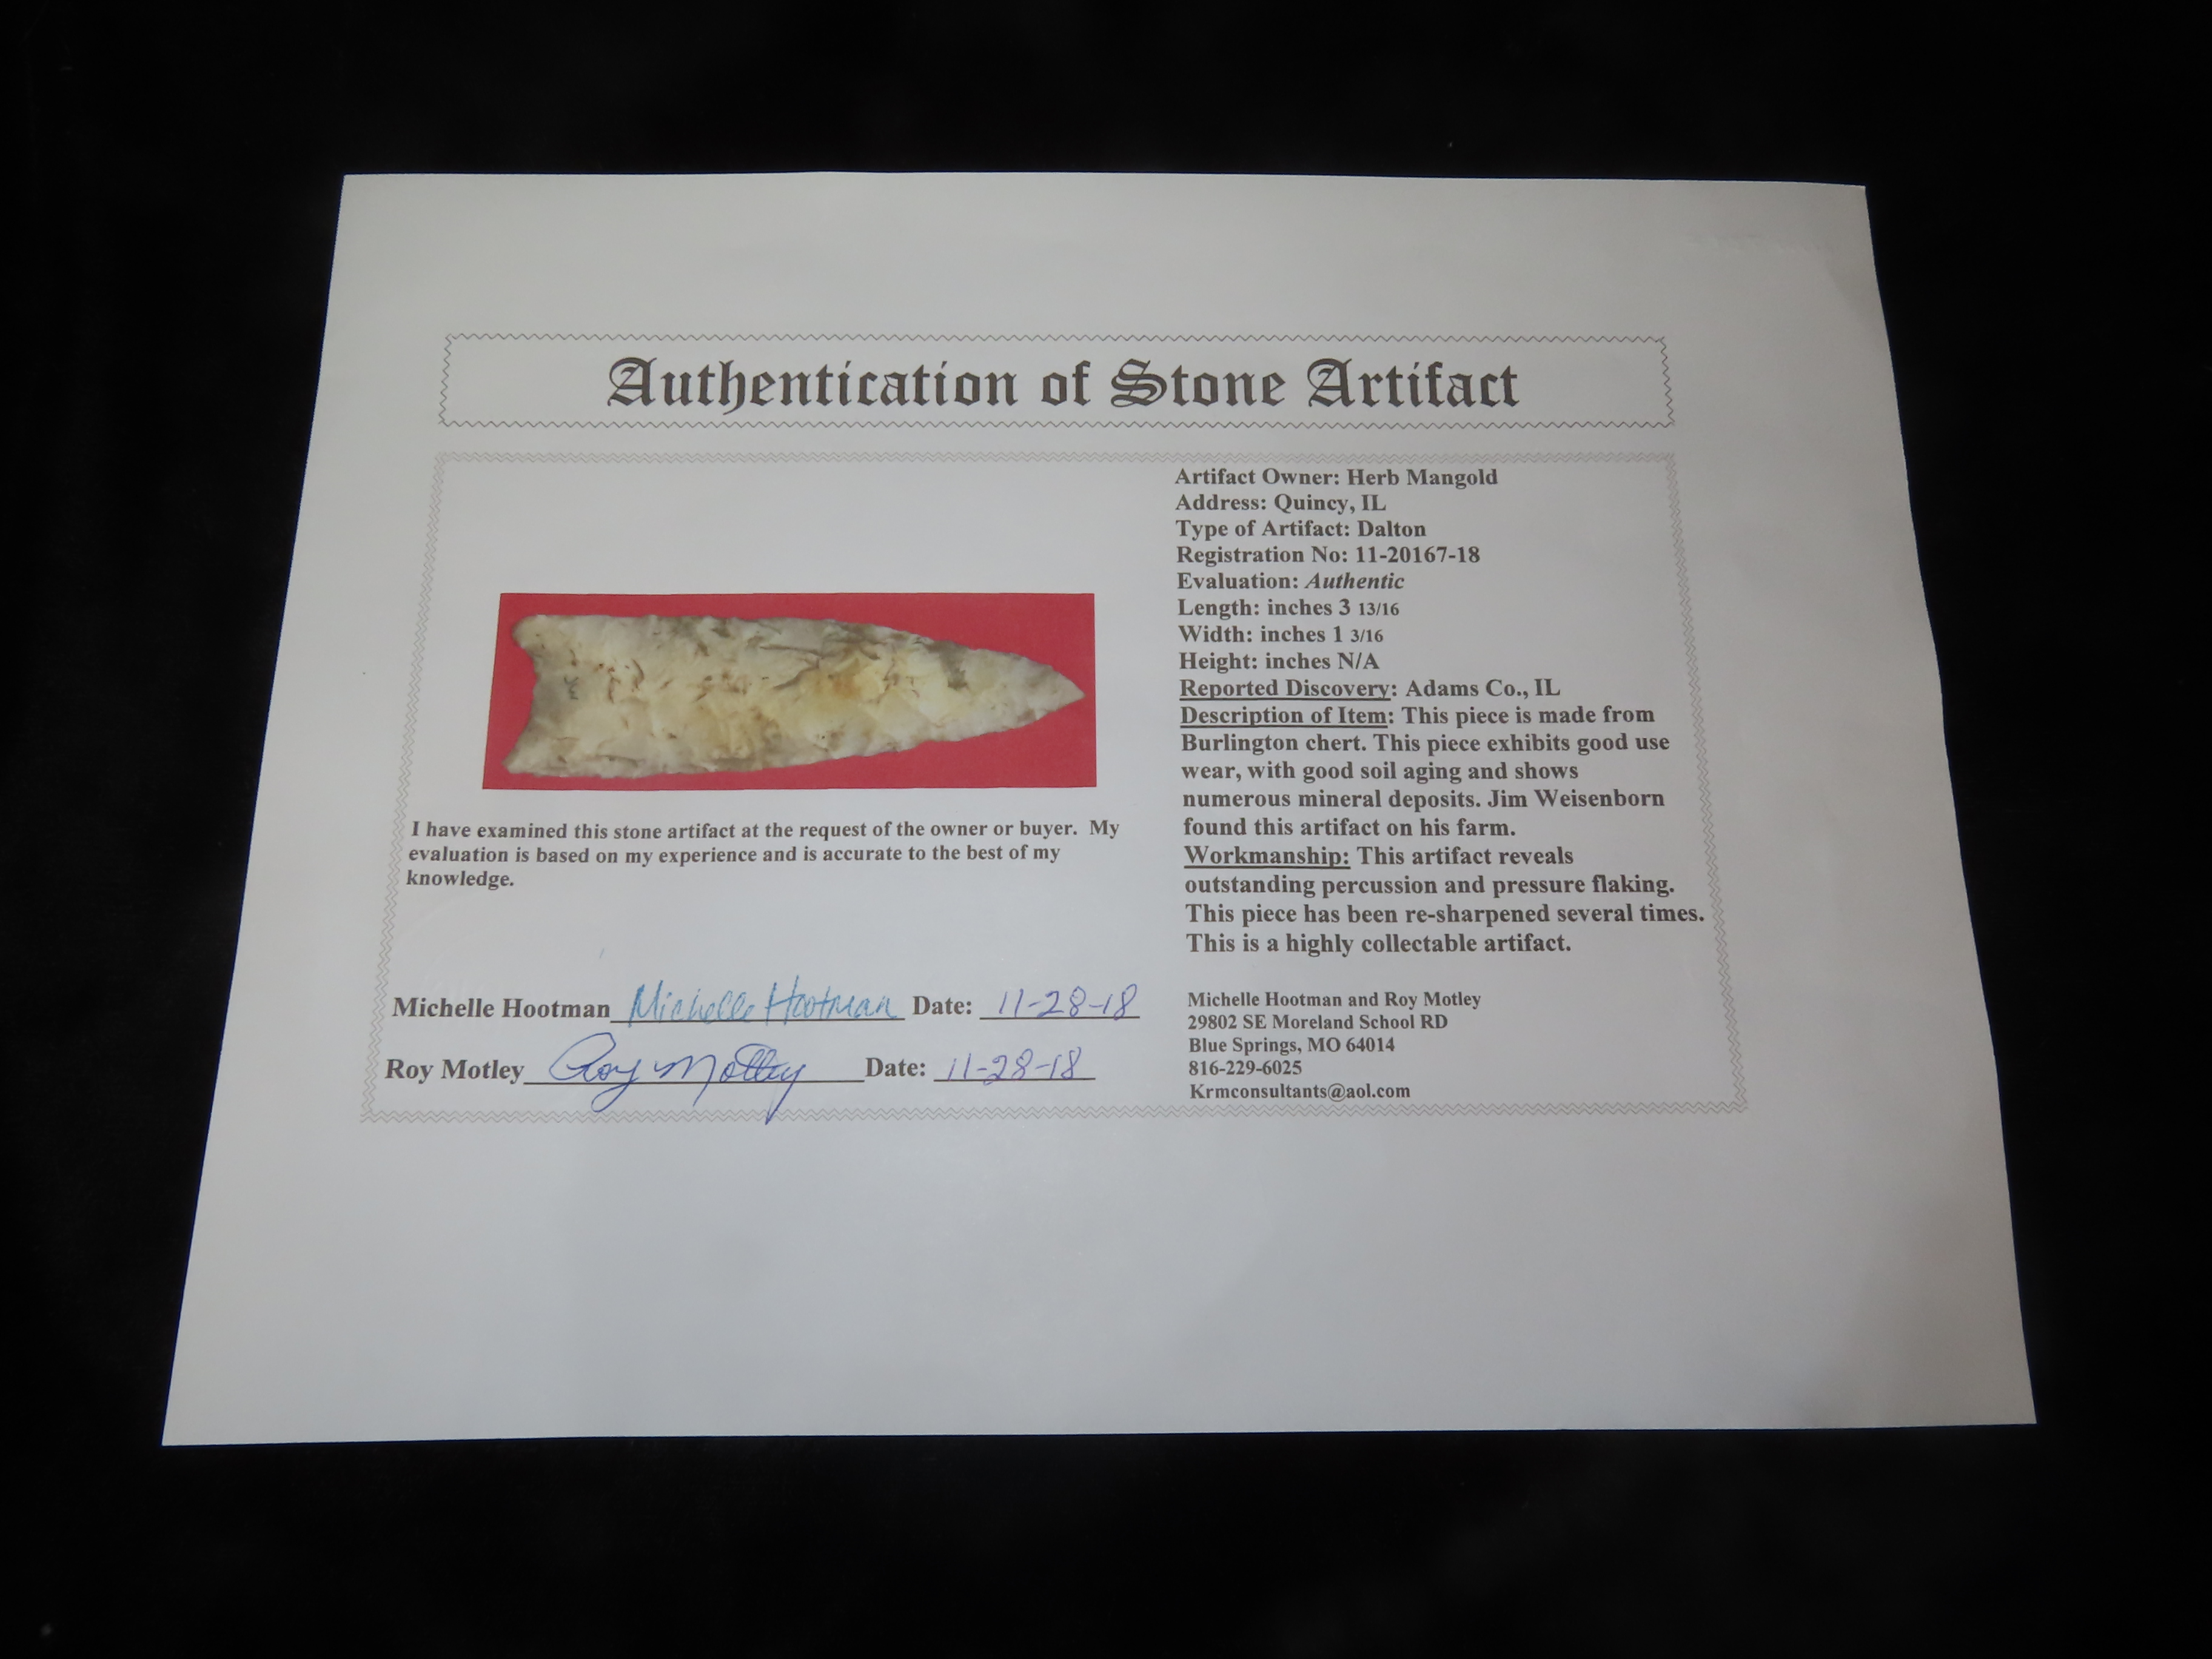 Authentication of Stone Artifact
Artifact Owner: Herb Mangold
Address: Quincy, IL
Type of Artifact: Dalton
Registration No: 11-20167-18
Evaluation: Authentic
Length: inches 3 13/16
Width: inches 1 3/16
Height: inches N/A
Reported Discovery: Adams Co., IL
Description of Item: This piece is made from
Burlington chert. This piece exhibits good use
wear, with good soil aging and shows
numerous mineral deposits. Jim Weisenborn
found this artifact on his farm.
Workmanship: This artifact reveals
outstanding percussion and pressure flaking.
This piece has been re-sharpened several times.
This is a highly collectable artifact.
I have examined this stone artifact at the request of the owner or buyer. My
evaluation is based on my experience and is accurate to the best of my
knowledge.
Michelle Hootman Michelle Hootman Date: 11-28-18
Roy Motley Roy Motley Date: 11-28-18
Michelle Hootman and Roy Motley
29802 SE Moreland School RD
Blue Springs, MO 64014
816-229-6025
Krmconsultants@aol.com